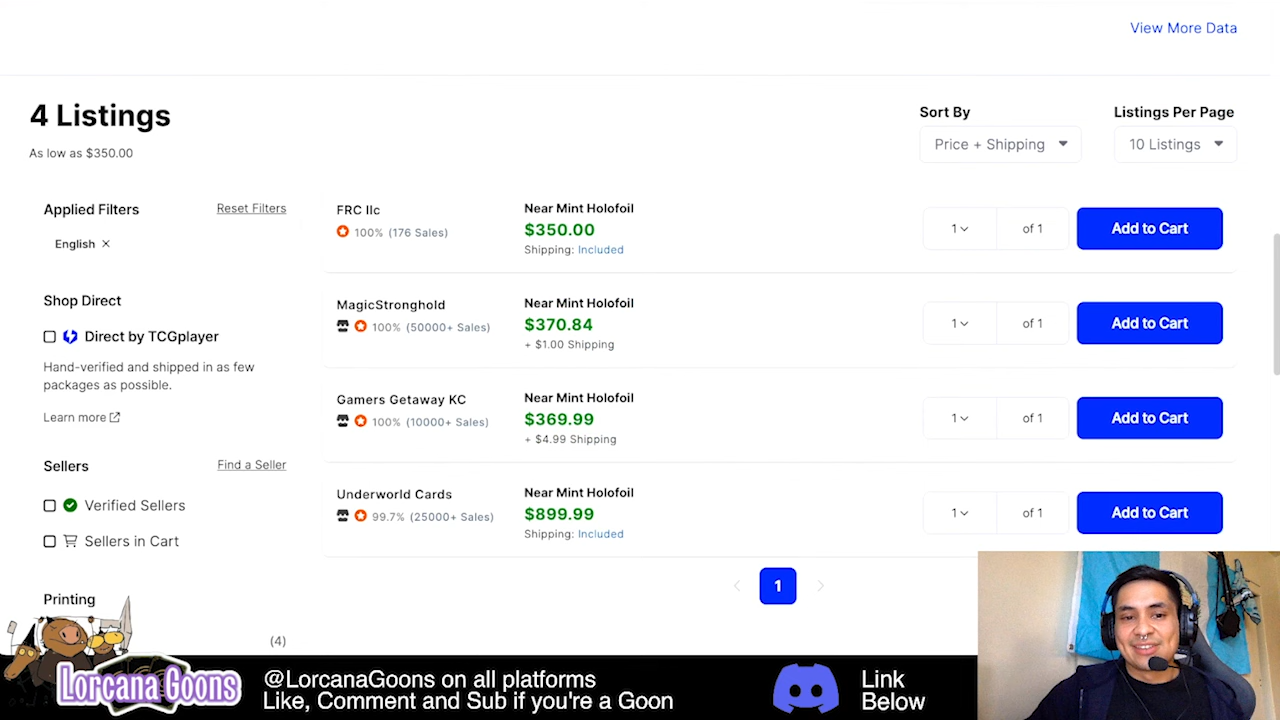 View More Data
4 Listings
As low as $350.00
Sort By
Price + Shipping
Listings Per Page
10 Listings
Applied Filters
Reset Filters
English ×
Shop Direct
Direct by TCGplayer
Hand-verified and shipped in as few
packages as possible.
Learn more
Sellers
Find a Seller
Verified Sellers
Sellers in Cart
Printing
(4)
FRC llc
100% (176 Sales)
Near Mint Holofoil
$350.00
Shipping: Included
1
of 1
Add to Cart
MagicStronghold
100% (50000+ Sales)
Near Mint Holofoil
$370.84
+ $1.00 Shipping
1
of 1
Add to Cart
Gamers Getaway KC
100% (10000+ Sales)
Near Mint Holofoil
$369.99
+ $4.99 Shipping
1
of 1
Add to Cart
Underworld Cards
99.7% (25000+ Sales)
Near Mint Holofoil
$899.99
Shipping: Included
1
of 1
Add to Cart
1
Lorcana Goons
@LorcanaGoons on all platforms
Like, Comment and Sub if you're a Goon
Link
Below